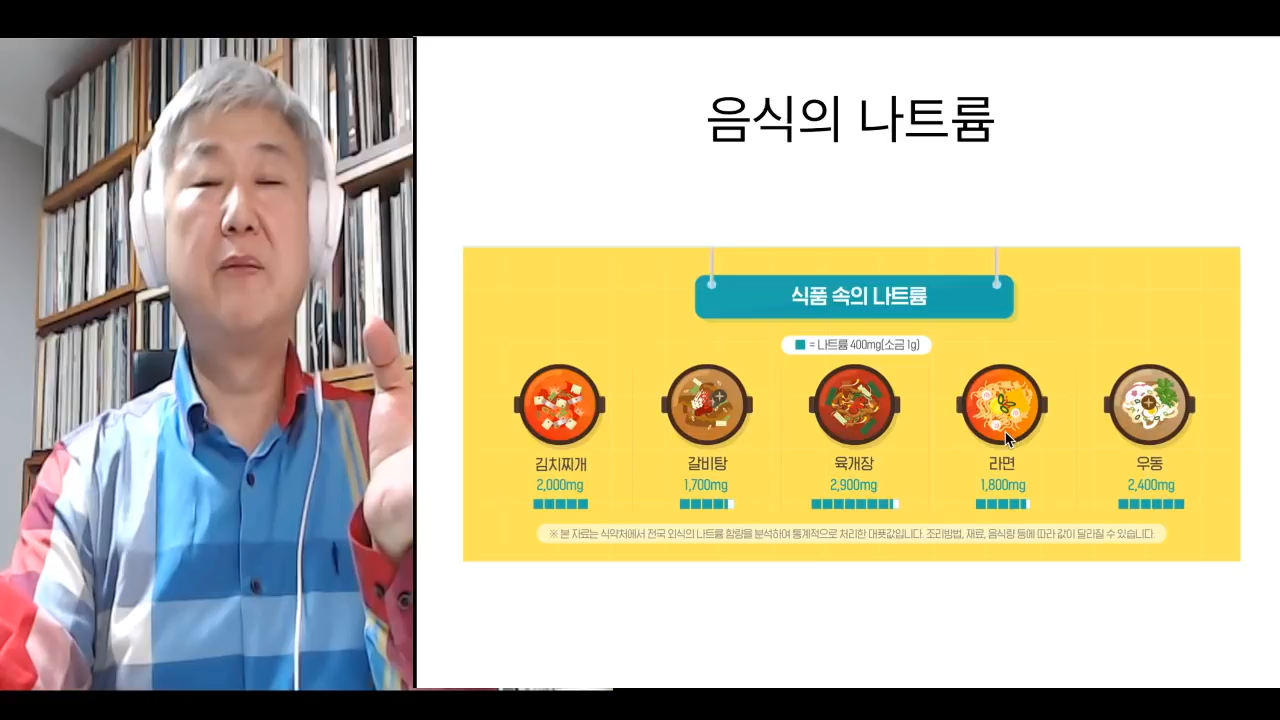 음식의 나트륨
식품 속의 나트륨
= 나트륨 400mg(소금 1g)
김치찌개
2,000mg
갈비탕
1,700mg
육개장
2,900mg
라면
1,800mg
우동
2,400mg
※ 본 자료는 식약처에서 전국 외식의 나트륨 함량을 분석하여 통계적으로 처리한 대푯값입니다. 조리방법, 재료, 음식량 등에 따라 값이 달라질 수 있습니다.